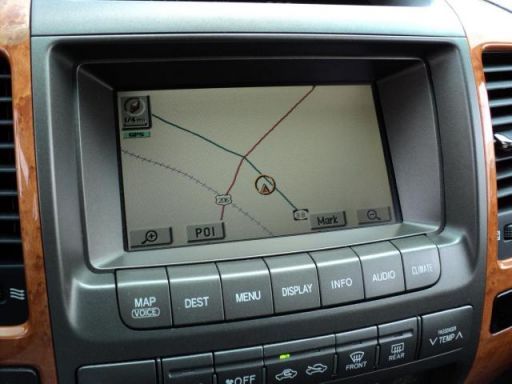 1/4 mi
GPS
206
POI
Mark
MAP
VOICE
DEST
MENU
DISPLAY
INFO
AUDIO
CLIMATE
PASSENGER
TEMP
OFF
FRONT
REAR